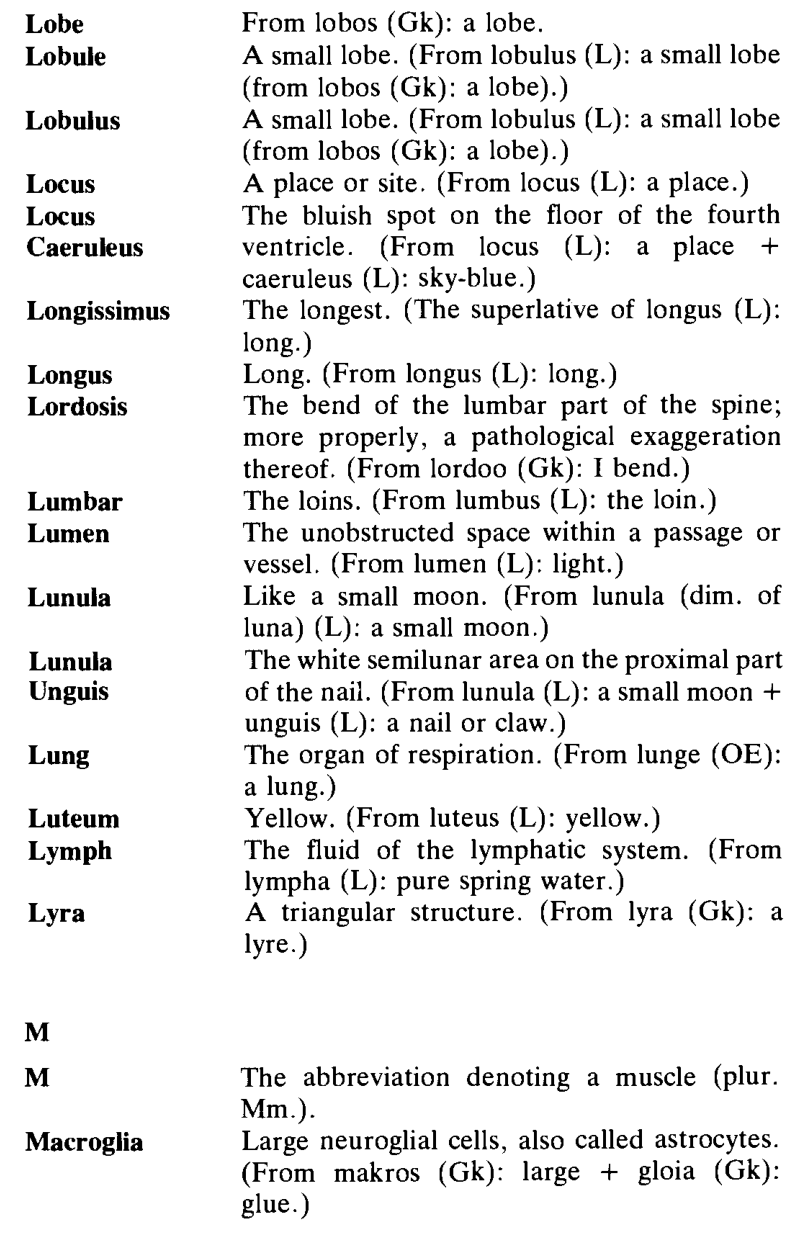 Lobe From lobos (Gk): a lobe.
Lobule A small lobe. (From lobulus (L): a small lobe
(from lobos (Gk): a lobe).)
Lobulus A small lobe. (From lobulus (L): a small lobe
(from lobos (Gk): a lobe).)
Locus A place or site. (From locus (L): a place.)
Locus The bluish spot on the floor of the fourth
Caeruleus ventricle. (From locus (L): a place +
caeruleus (L): sky-blue.)
Longissimus The longest. (The superlative of longus (L):
long.)
Longus Long. (From longus (L): long.)
Lordosis The bend of the lumbar part of the spine;
more properly, a pathological exaggeration
thereof. (From lordoo (Gk): I bend.)
Lumbar The loins. (From lumbus (L): the loin.)
Lumen The unobstructed space within a passage or
vessel. (From lumen (L): light.)
Lunula Like a small moon. (From lunula (dim. of
luna) (L): a small moon.)
Lunula The white semilunar area on the proximal part
Unguis of the nail. (From lunula (L): a small moon +
unguis (L): a nail or claw.)
Lung The organ of respiration. (From lunge (OE):
a lung.)
Luteum Yellow. (From luteus (L): yellow.)
Lymph The fluid of the lymphatic system. (From
lympha (L): pure spring water.)
Lyra A triangular structure. (From lyra (Gk): a
lyre.)
M
M The abbreviation denoting a muscle (plur.
Mm.).
Macroglia Large neuroglial cells, also called astrocytes.
(From makros (Gk): large + gloia (Gk):
glue.)